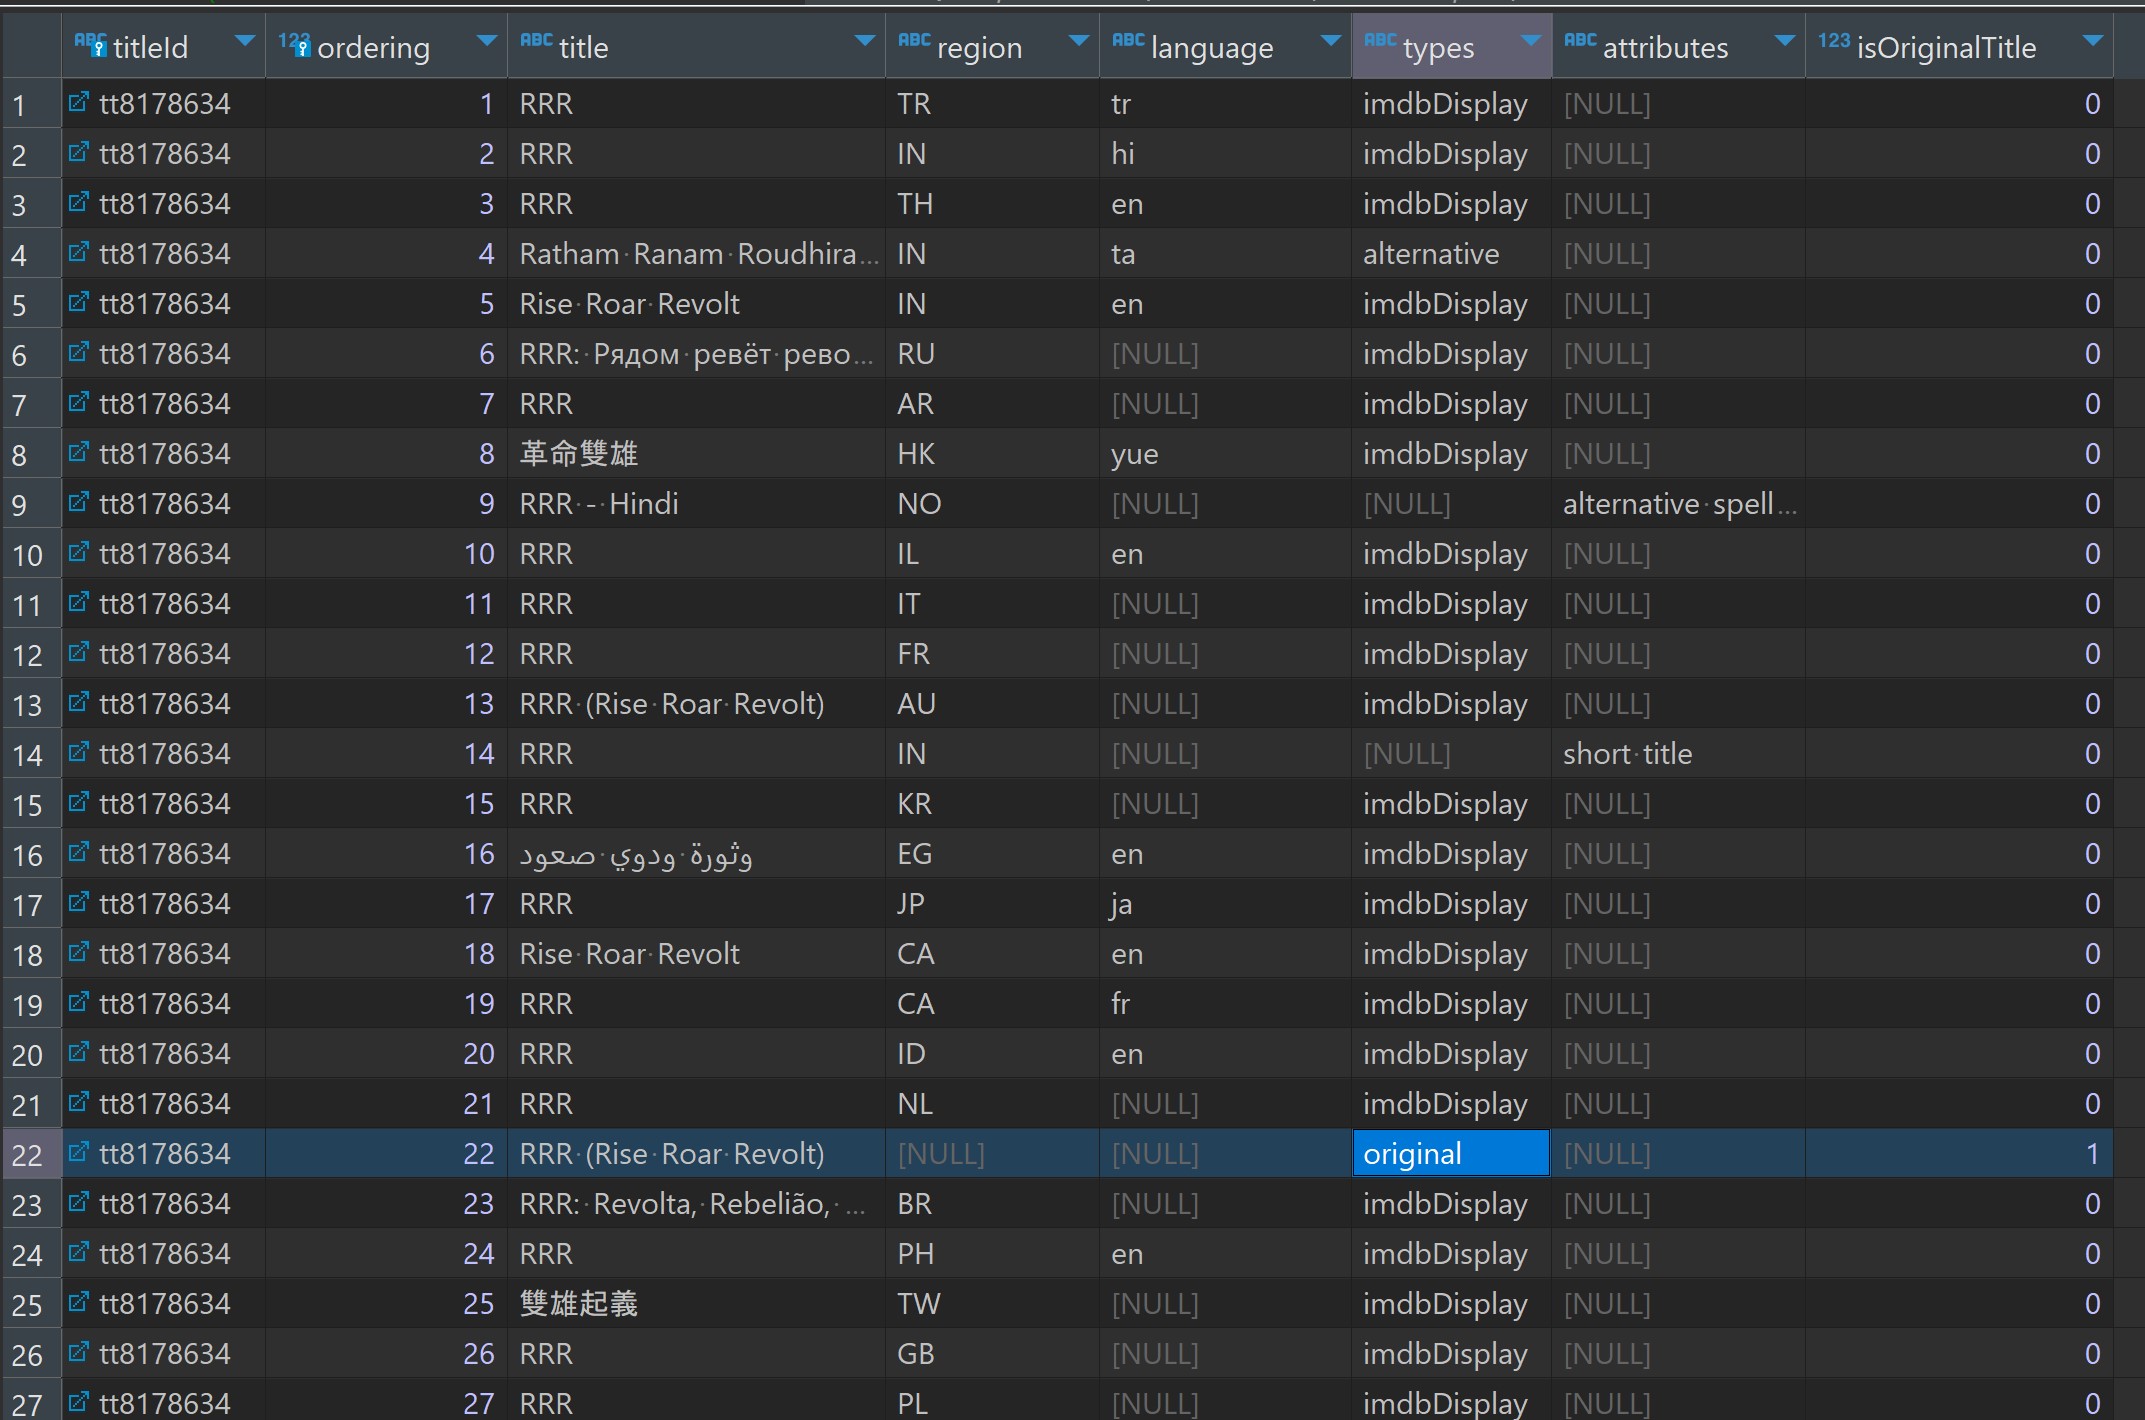 ABC titleId 123 ordering ABC title ABC region ABC language ABC types ABC attributes 123 isOriginalTitle
1 tt8178634 1 RRR TR tr imdbDisplay [NULL] 0
2 tt8178634 2 RRR IN hi imdbDisplay [NULL] 0
3 tt8178634 3 RRR TH en imdbDisplay [NULL] 0
4 tt8178634 4 Ratham·Ranam·Roudhira... IN ta alternative [NULL] 0
5 tt8178634 5 Rise·Roar·Revolt IN en imdbDisplay [NULL] 0
6 tt8178634 6 RRR:·Рядом·ревёт·рево... RU [NULL] imdbDisplay [NULL] 0
7 tt8178634 7 RRR AR [NULL] imdbDisplay [NULL] 0
8 tt8178634 8 革命雙雄 HK yue imdbDisplay [NULL] 0
9 tt8178634 9 RRR·-·Hindi NO [NULL] [NULL] alternative·spell... 0
10 tt8178634 10 RRR IL en imdbDisplay [NULL] 0
11 tt8178634 11 RRR IT [NULL] imdbDisplay [NULL] 0
12 tt8178634 12 RRR FR [NULL] imdbDisplay [NULL] 0
13 tt8178634 13 RRR·(Rise·Roar·Revolt) AU [NULL] imdbDisplay [NULL] 0
14 tt8178634 14 RRR IN [NULL] [NULL] short·title 0
15 tt8178634 15 RRR KR [NULL] imdbDisplay [NULL] 0
16 tt8178634 16 وثورة·ودوي·صعود EG en imdbDisplay [NULL] 0
17 tt8178634 17 RRR JP ja imdbDisplay [NULL] 0
18 tt8178634 18 Rise·Roar·Revolt CA en imdbDisplay [NULL] 0
19 tt8178634 19 RRR CA fr imdbDisplay [NULL] 0
20 tt8178634 20 RRR ID en imdbDisplay [NULL] 0
21 tt8178634 21 RRR NL [NULL] imdbDisplay [NULL] 0
22 tt8178634 22 RRR·(Rise·Roar·Revolt) [NULL] [NULL] original [NULL] 1
23 tt8178634 23 RRR:·Revolta,·Rebelião,·... BR [NULL] imdbDisplay [NULL] 0
24 tt8178634 24 RRR PH en imdbDisplay [NULL] 0
25 tt8178634 25 雙雄起義 TW [NULL] imdbDisplay [NULL] 0
26 tt8178634 26 RRR GB [NULL] imdbDisplay [NULL] 0
27 tt8178634 27 RRR PL [NULL] imdbDisplay [NULL] 0